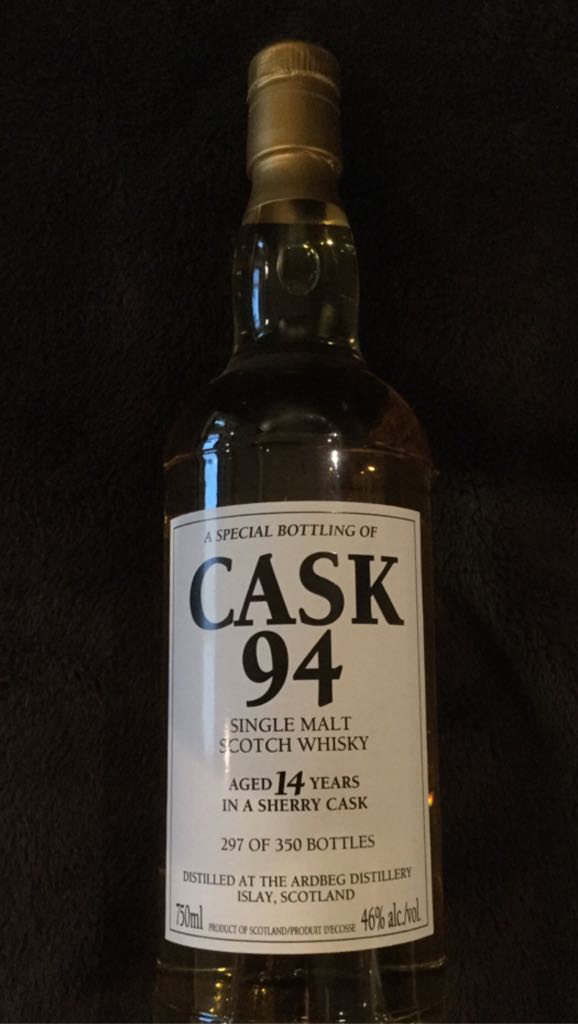 A SPECIAL BOTTLING OF
CASK
94
SINGLE MALT
SCOTCH WHISKY
AGED 14 YEARS
IN A SHERRY CASK
297 OF 350 BOTTLES
DISTILLED AT THE ARDBEG DISTILLERY
ISLAY, SCOTLAND
750ml PRODUCT OF SCOTLAND/PRODUIT D'ECOSSE 46% alc./vol.